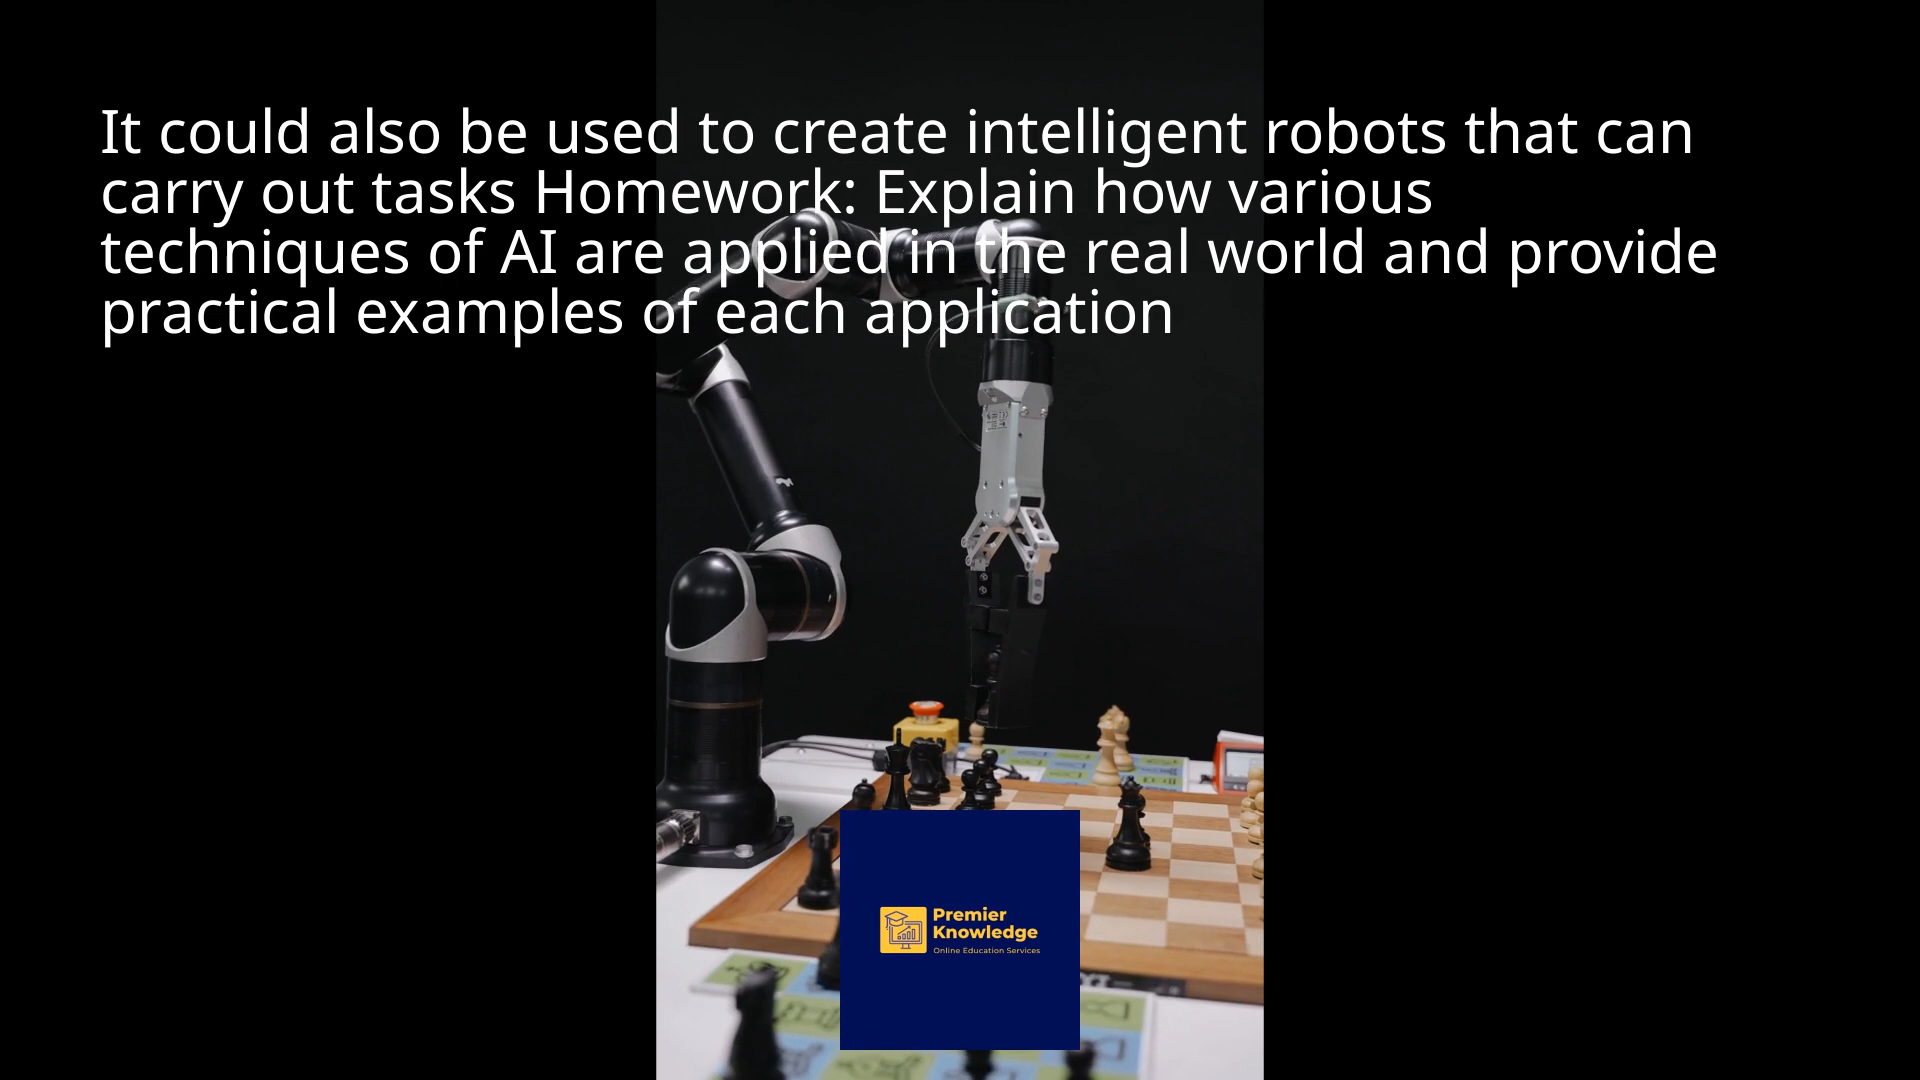 It could also be used to create intelligent robots that can
carry out tasks Homework: Explain how various
techniques of AI are applied in the real world and provide
practical examples of each application
Premier
Knowledge
Online Education Services